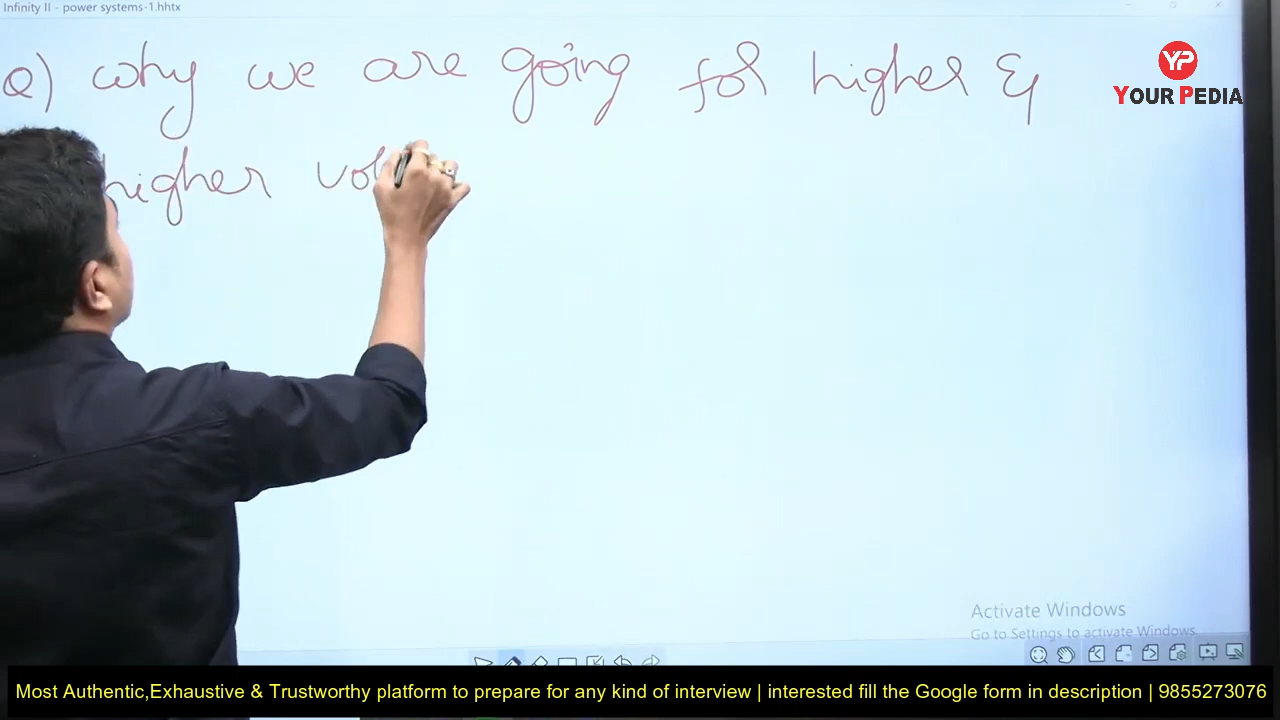 Infinity II - power systems-1.hhtx
Q) why we are going for higher &
higher vol
YP
YOUR PEDIA
Activate Windows
Go to Settings to activate Windows.
Most Authentic,Exhaustive & Trustworthy platform to prepare for any kind of interview | interested fill the Google form in description | 9855273076